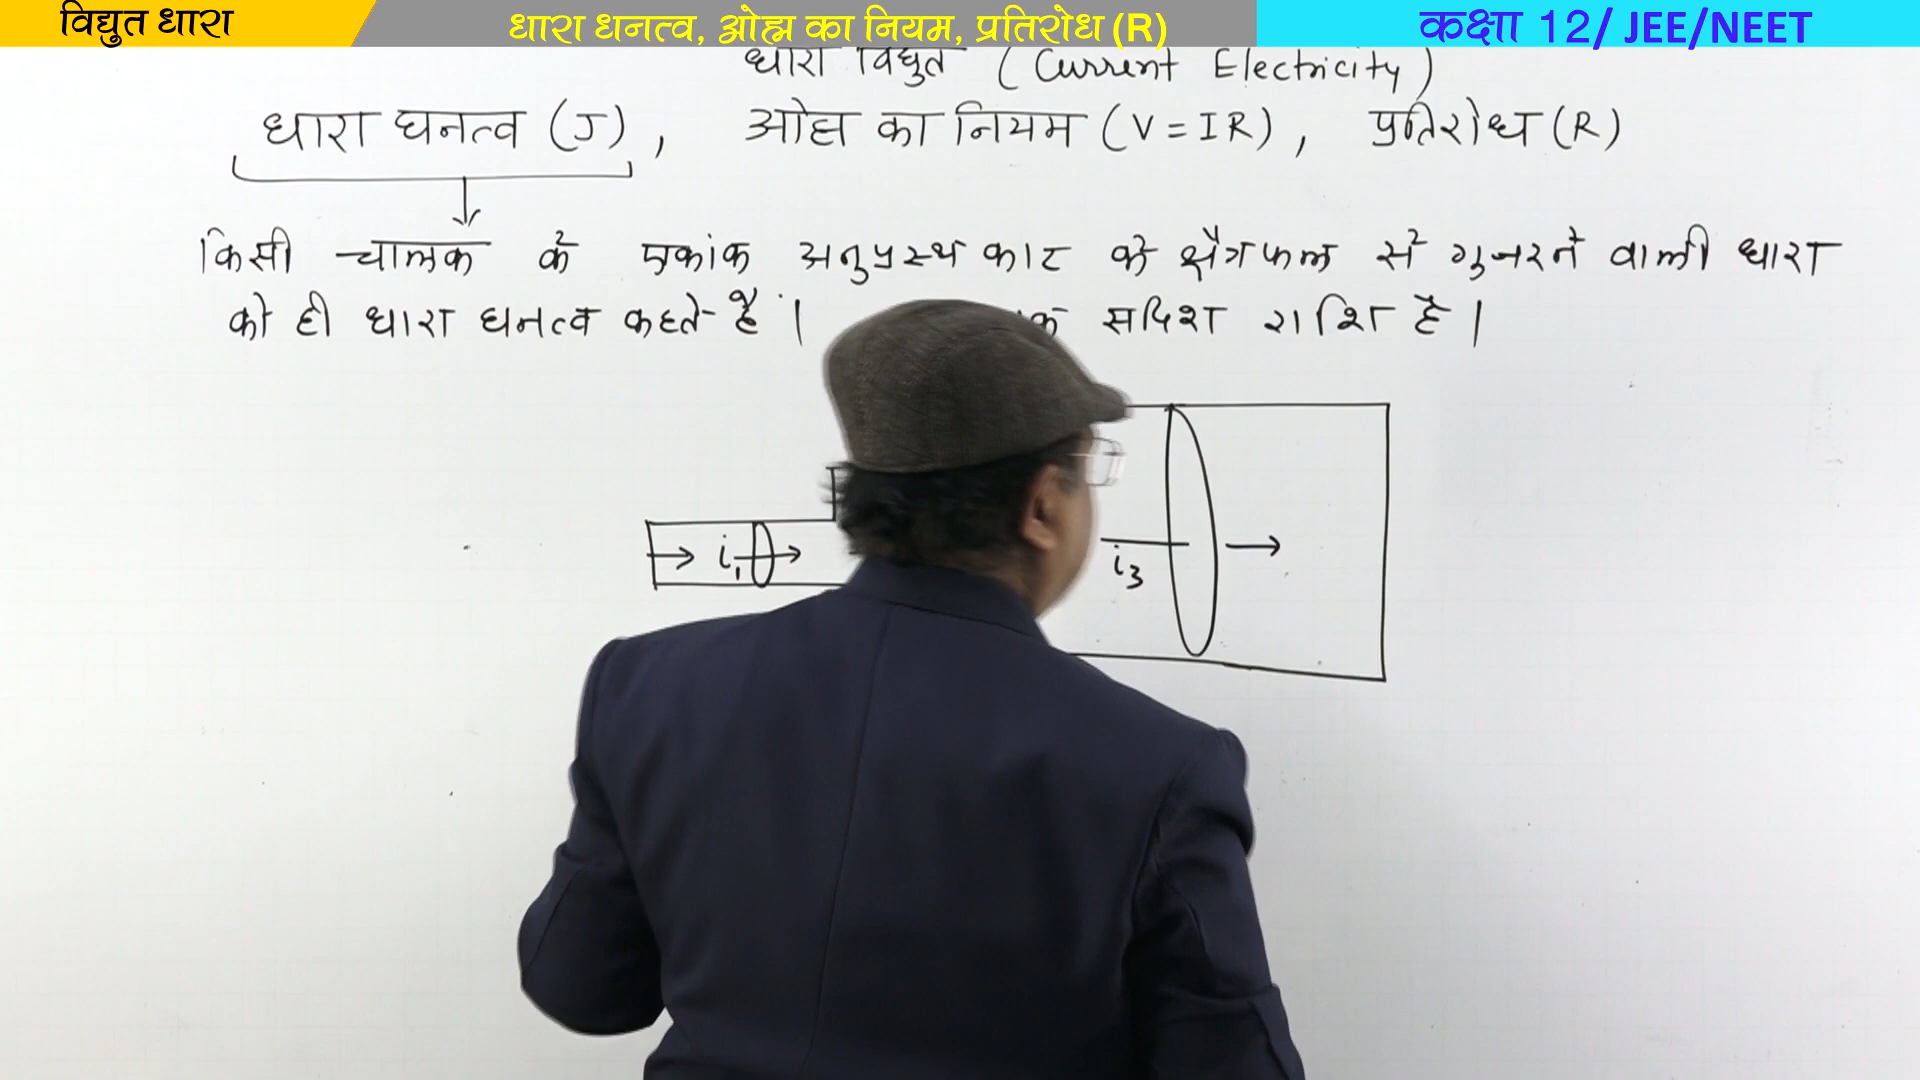 विद्युत धारा
धारा घनत्व, ओह्म का नियम, प्रतिरोध (R)
कक्षा 12/ JEE/NEET
धारा विद्युत (Current Electricity)
धारा घनत्व (J), ओह्म का नियम (V=IR), प्रतिरोध (R)
किसी चालक के एकांक अनुप्रस्थ काट के क्षेत्रफल से गुजरने वाली धारा
को ही धारा घनत्व कहते है । सदिश राशि है ।
i₁
i₃